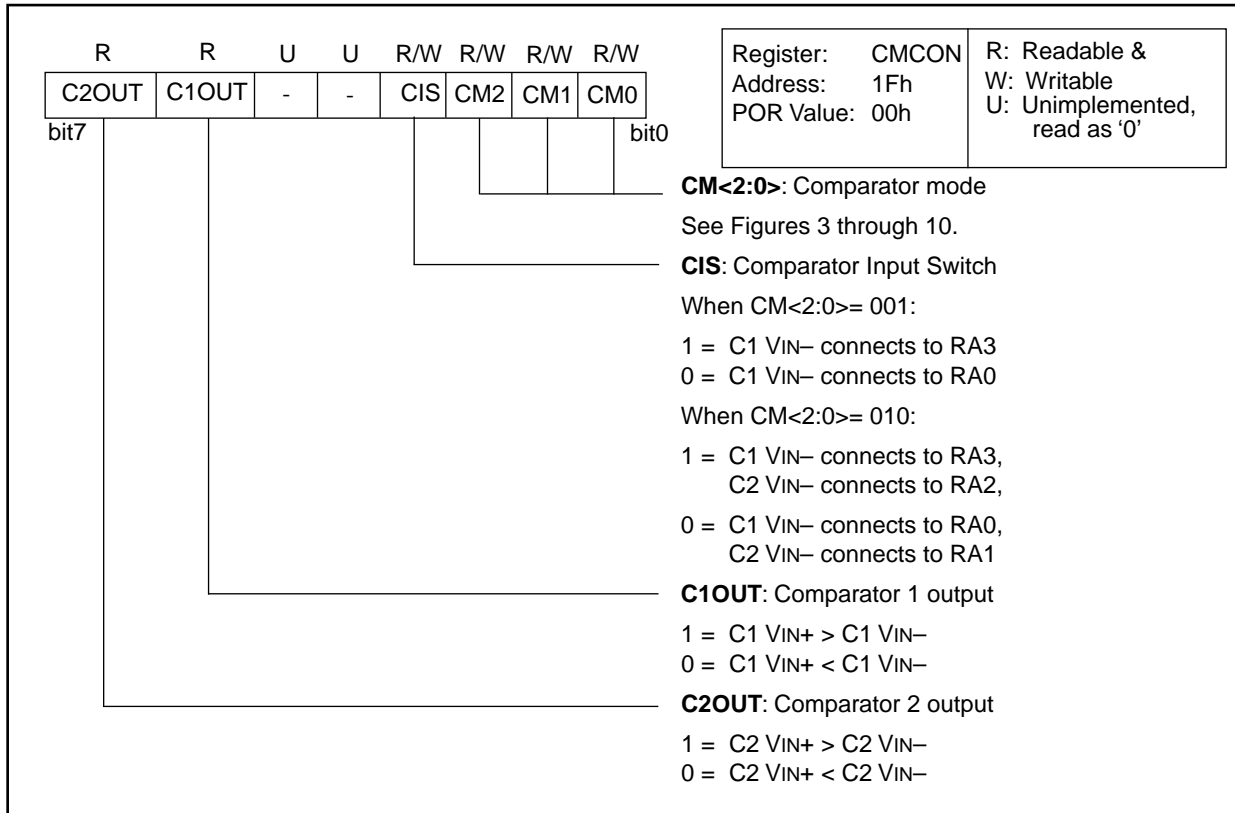 R R U U R/W R/W R/W R/W
C2OUT C1OUT - - CIS CM2 CM1 CM0
bit7 bit0
Register: CMCON
Address: 1Fh
POR Value: 00h
R: Readable &
W: Writable
U: Unimplemented,
read as ‘0’
CM<2:0>: Comparator mode
See Figures 3 through 10.
CIS: Comparator Input Switch
When CM<2:0>= 001:
1 = C1 VIN– connects to RA3
0 = C1 VIN– connects to RA0
When CM<2:0>= 010:
1 = C1 VIN– connects to RA3,
C2 VIN– connects to RA2,
0 = C1 VIN– connects to RA0,
C2 VIN– connects to RA1
C1OUT: Comparator 1 output
1 = C1 VIN+ > C1 VIN–
0 = C1 VIN+ < C1 VIN–
C2OUT: Comparator 2 output
1 = C2 VIN+ > C2 VIN–
0 = C2 VIN+ < C2 VIN–